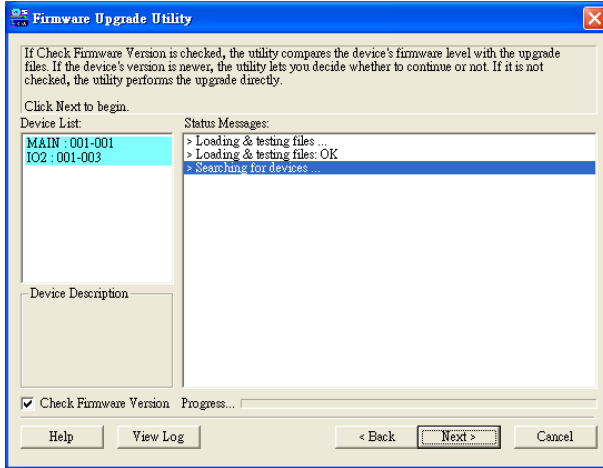 Firmware Upgrade Utility
If Check Firmware Version is checked, the utility compares the device's firmware level with the upgrade
files. If the device's version is newer, the utility lets you decide whether to continue or not. If it is not
checked, the utility performs the upgrade directly.
Click Next to begin.
Device List:
Status Messages:
MAIN : 001-001
IO2 : 001-003
> Loading & testing files ...
> Loading & testing files: OK
> Searching for devices ...
Device Description
Check Firmware Version
Progress...
Help
View Log
< Back
Next >
Cancel